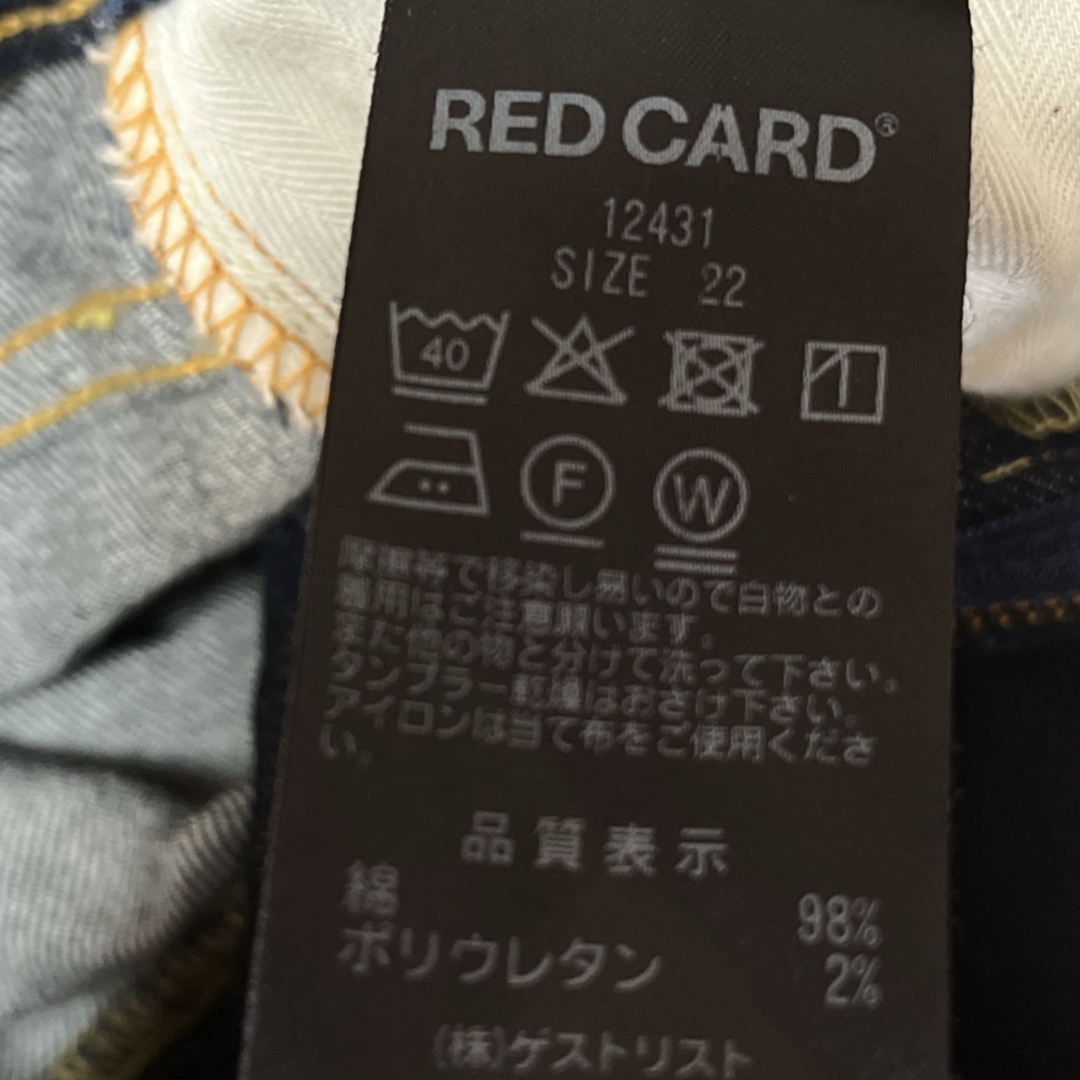 RED CARD®
12431
SIZE 22
40
F
W
摩擦等で移染し易いので白物との
着用はご注意願います。
また他の物と分けて洗って下さい。
タンブラー乾燥はおさけ下さい。
アイロンは当て布をご使用くださ
い。
品質表示
綿 98%
ポリウレタン 2%
(株)ゲストリスト